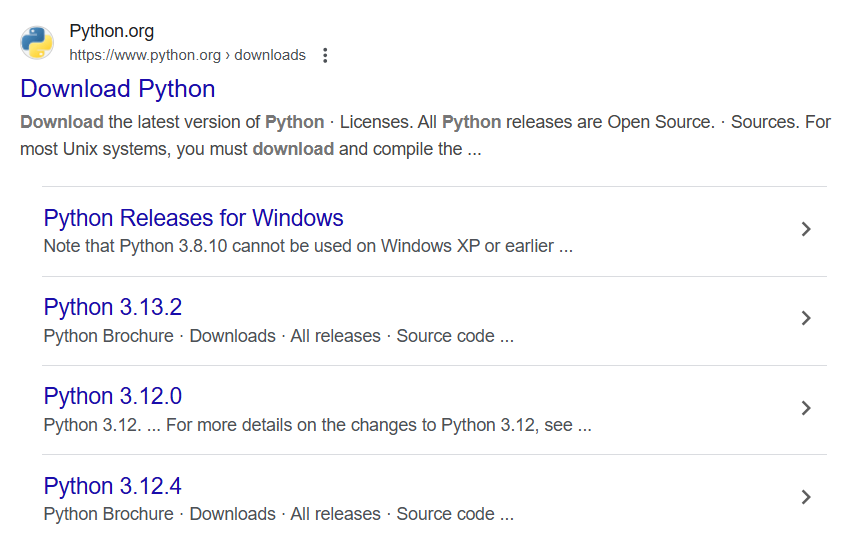 Python.org
https://www.python.org › downloads
Download Python
Download the latest version of Python · Licenses. All Python releases are Open Source. · Sources. For
most Unix systems, you must download and compile the ...
Python Releases for Windows
Note that Python 3.8.10 cannot be used on Windows XP or earlier ...
Python 3.13.2
Python Brochure · Downloads · All releases · Source code ...
Python 3.12.0
Python 3.12. ... For more details on the changes to Python 3.12, see ...
Python 3.12.4
Python Brochure · Downloads · All releases · Source code ...